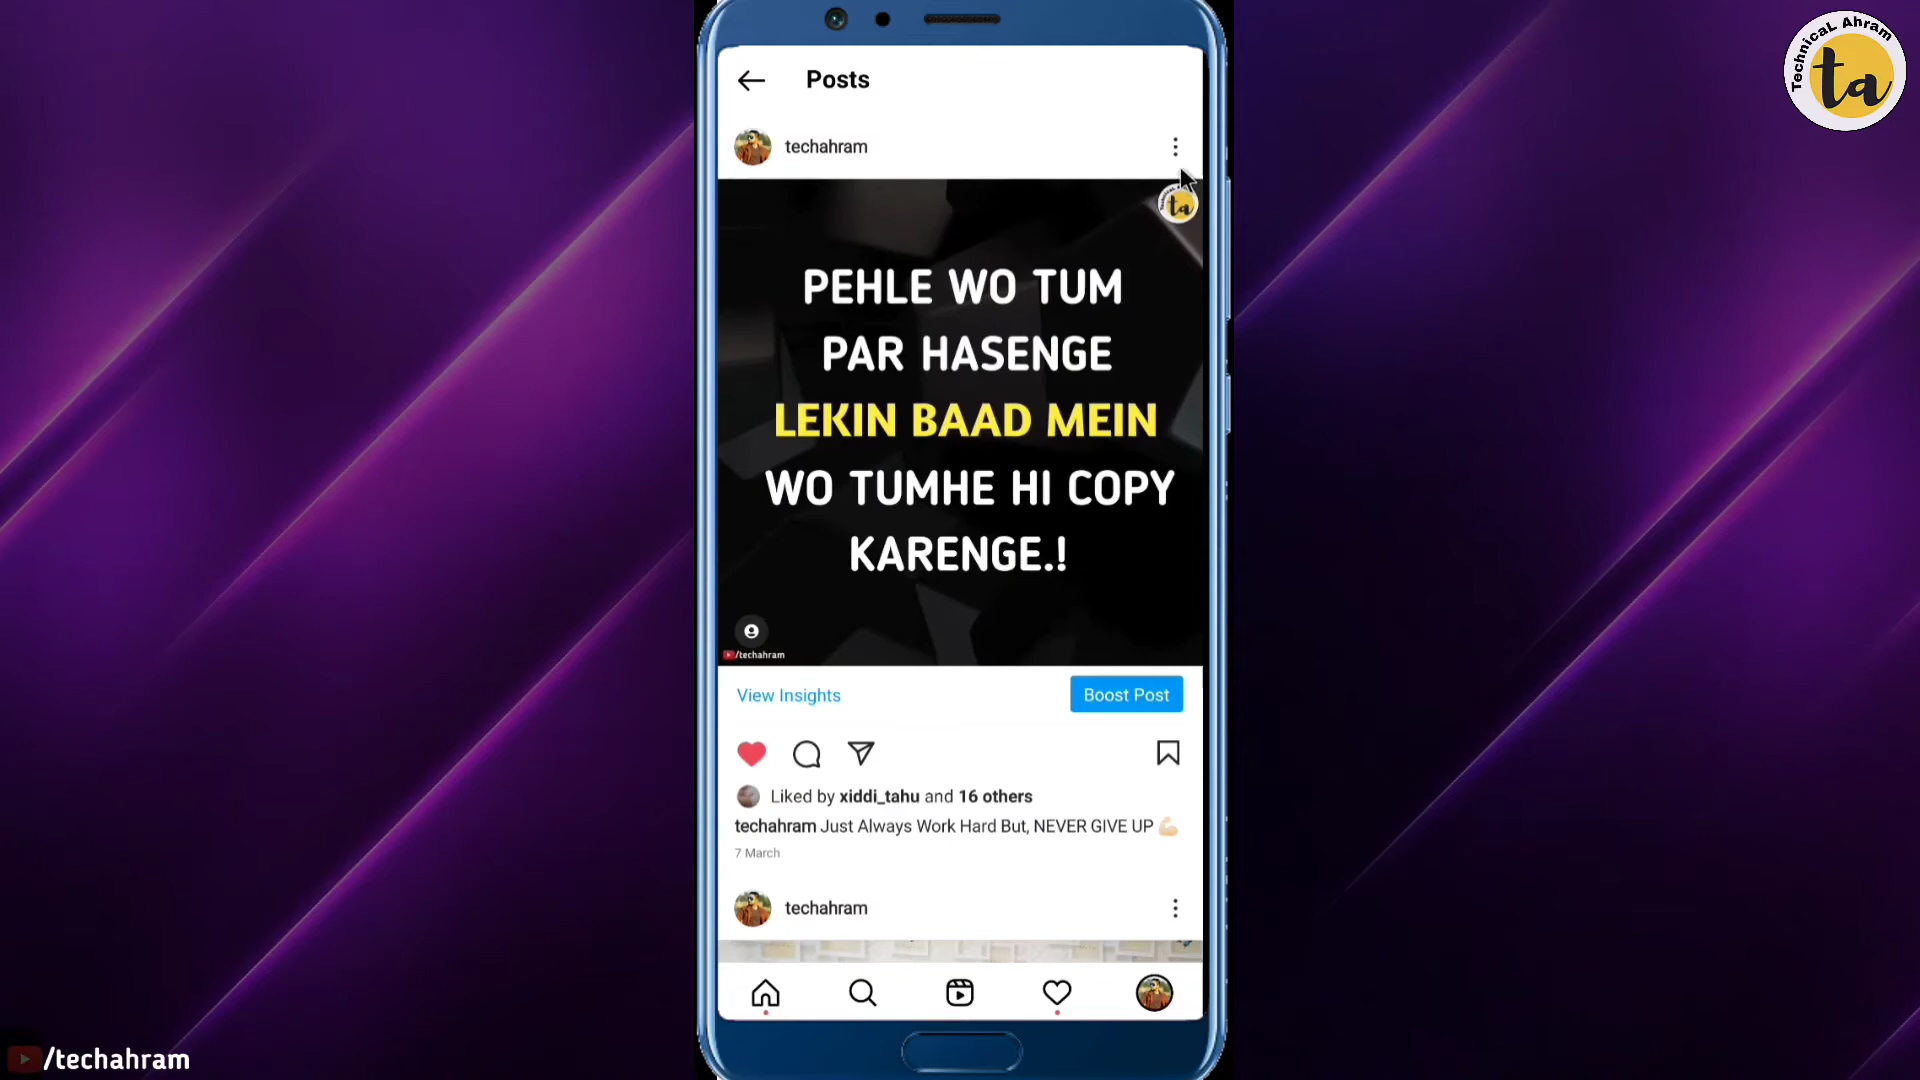 TechnicaL Ahram
ta
Posts
techahram
ta
PEHLE WO TUM
PAR HASENGE
LEKIN BAAD MEIN
WO TUMHE HI COPY
KARENGE.!
/techahram
View Insights
Boost Post
Liked by xiddi_tahu and 16 others
techahram Just Always Work Hard But, NEVER GIVE UP 💪🏻
7 March
techahram
/techahram